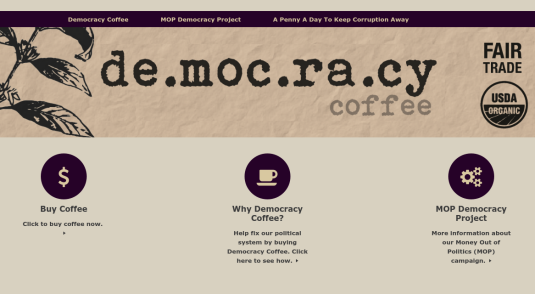 Democracy Coffee MOP Democracy Project A Penny A Day To Keep Corruption Away
de.moc.ra.cy
coffee
FAIR
TRADE
USDA
ORGANIC
Buy Coffee
Click to buy coffee now.
Why Democracy
Coffee?
Help fix our political
system by buying
Democracy Coffee. Click
here to see how.
MOP Democracy
Project
More information about
our Money Out of
Politics (MOP)
campaign.